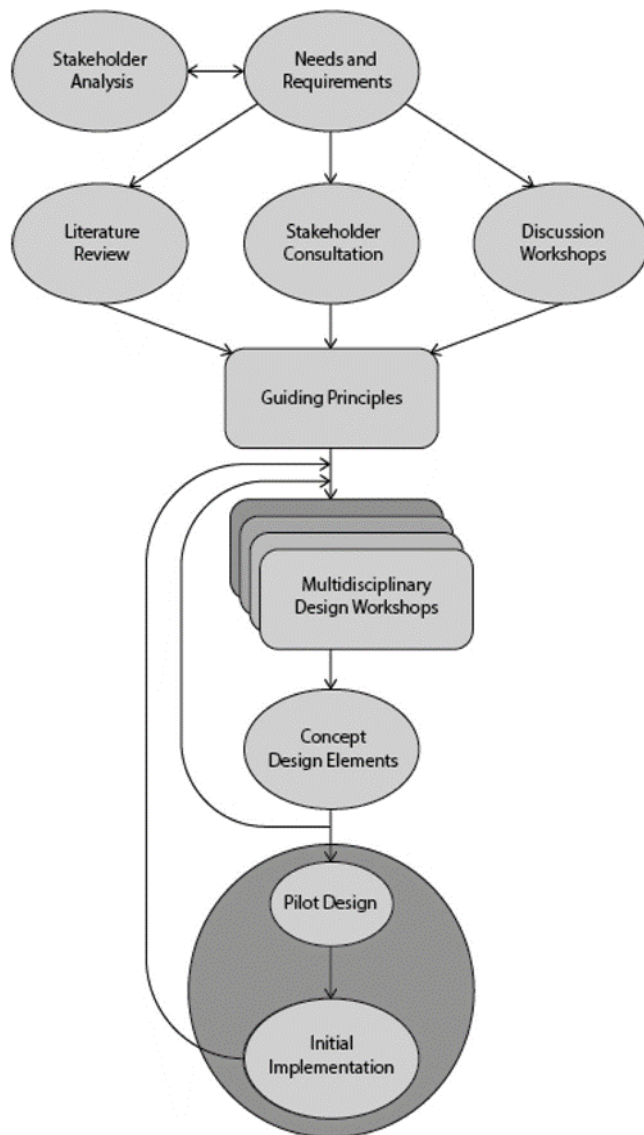 Stakeholder
Analysis
Needs and
Requirements
Literature
Review
Stakeholder
Consultation
Discussion
Workshops
Guiding Principles
Multidisciplinary
Design Workshops
Concept
Design Elements
Pilot Design
Initial
Implementation